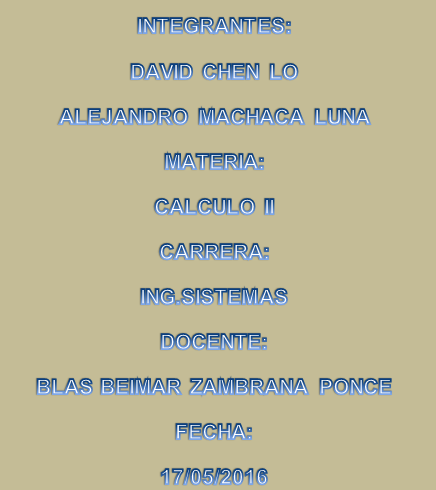 INTEGRANTES:
DAVID CHEN LO
ALEJANDRO MACHACA LUNA
MATERIA:
CALCULO II
CARRERA:
ING.SISTEMAS
DOCENTE:
BLAS BEIMAR ZAMBRANA PONCE
FECHA:
17/05/2016